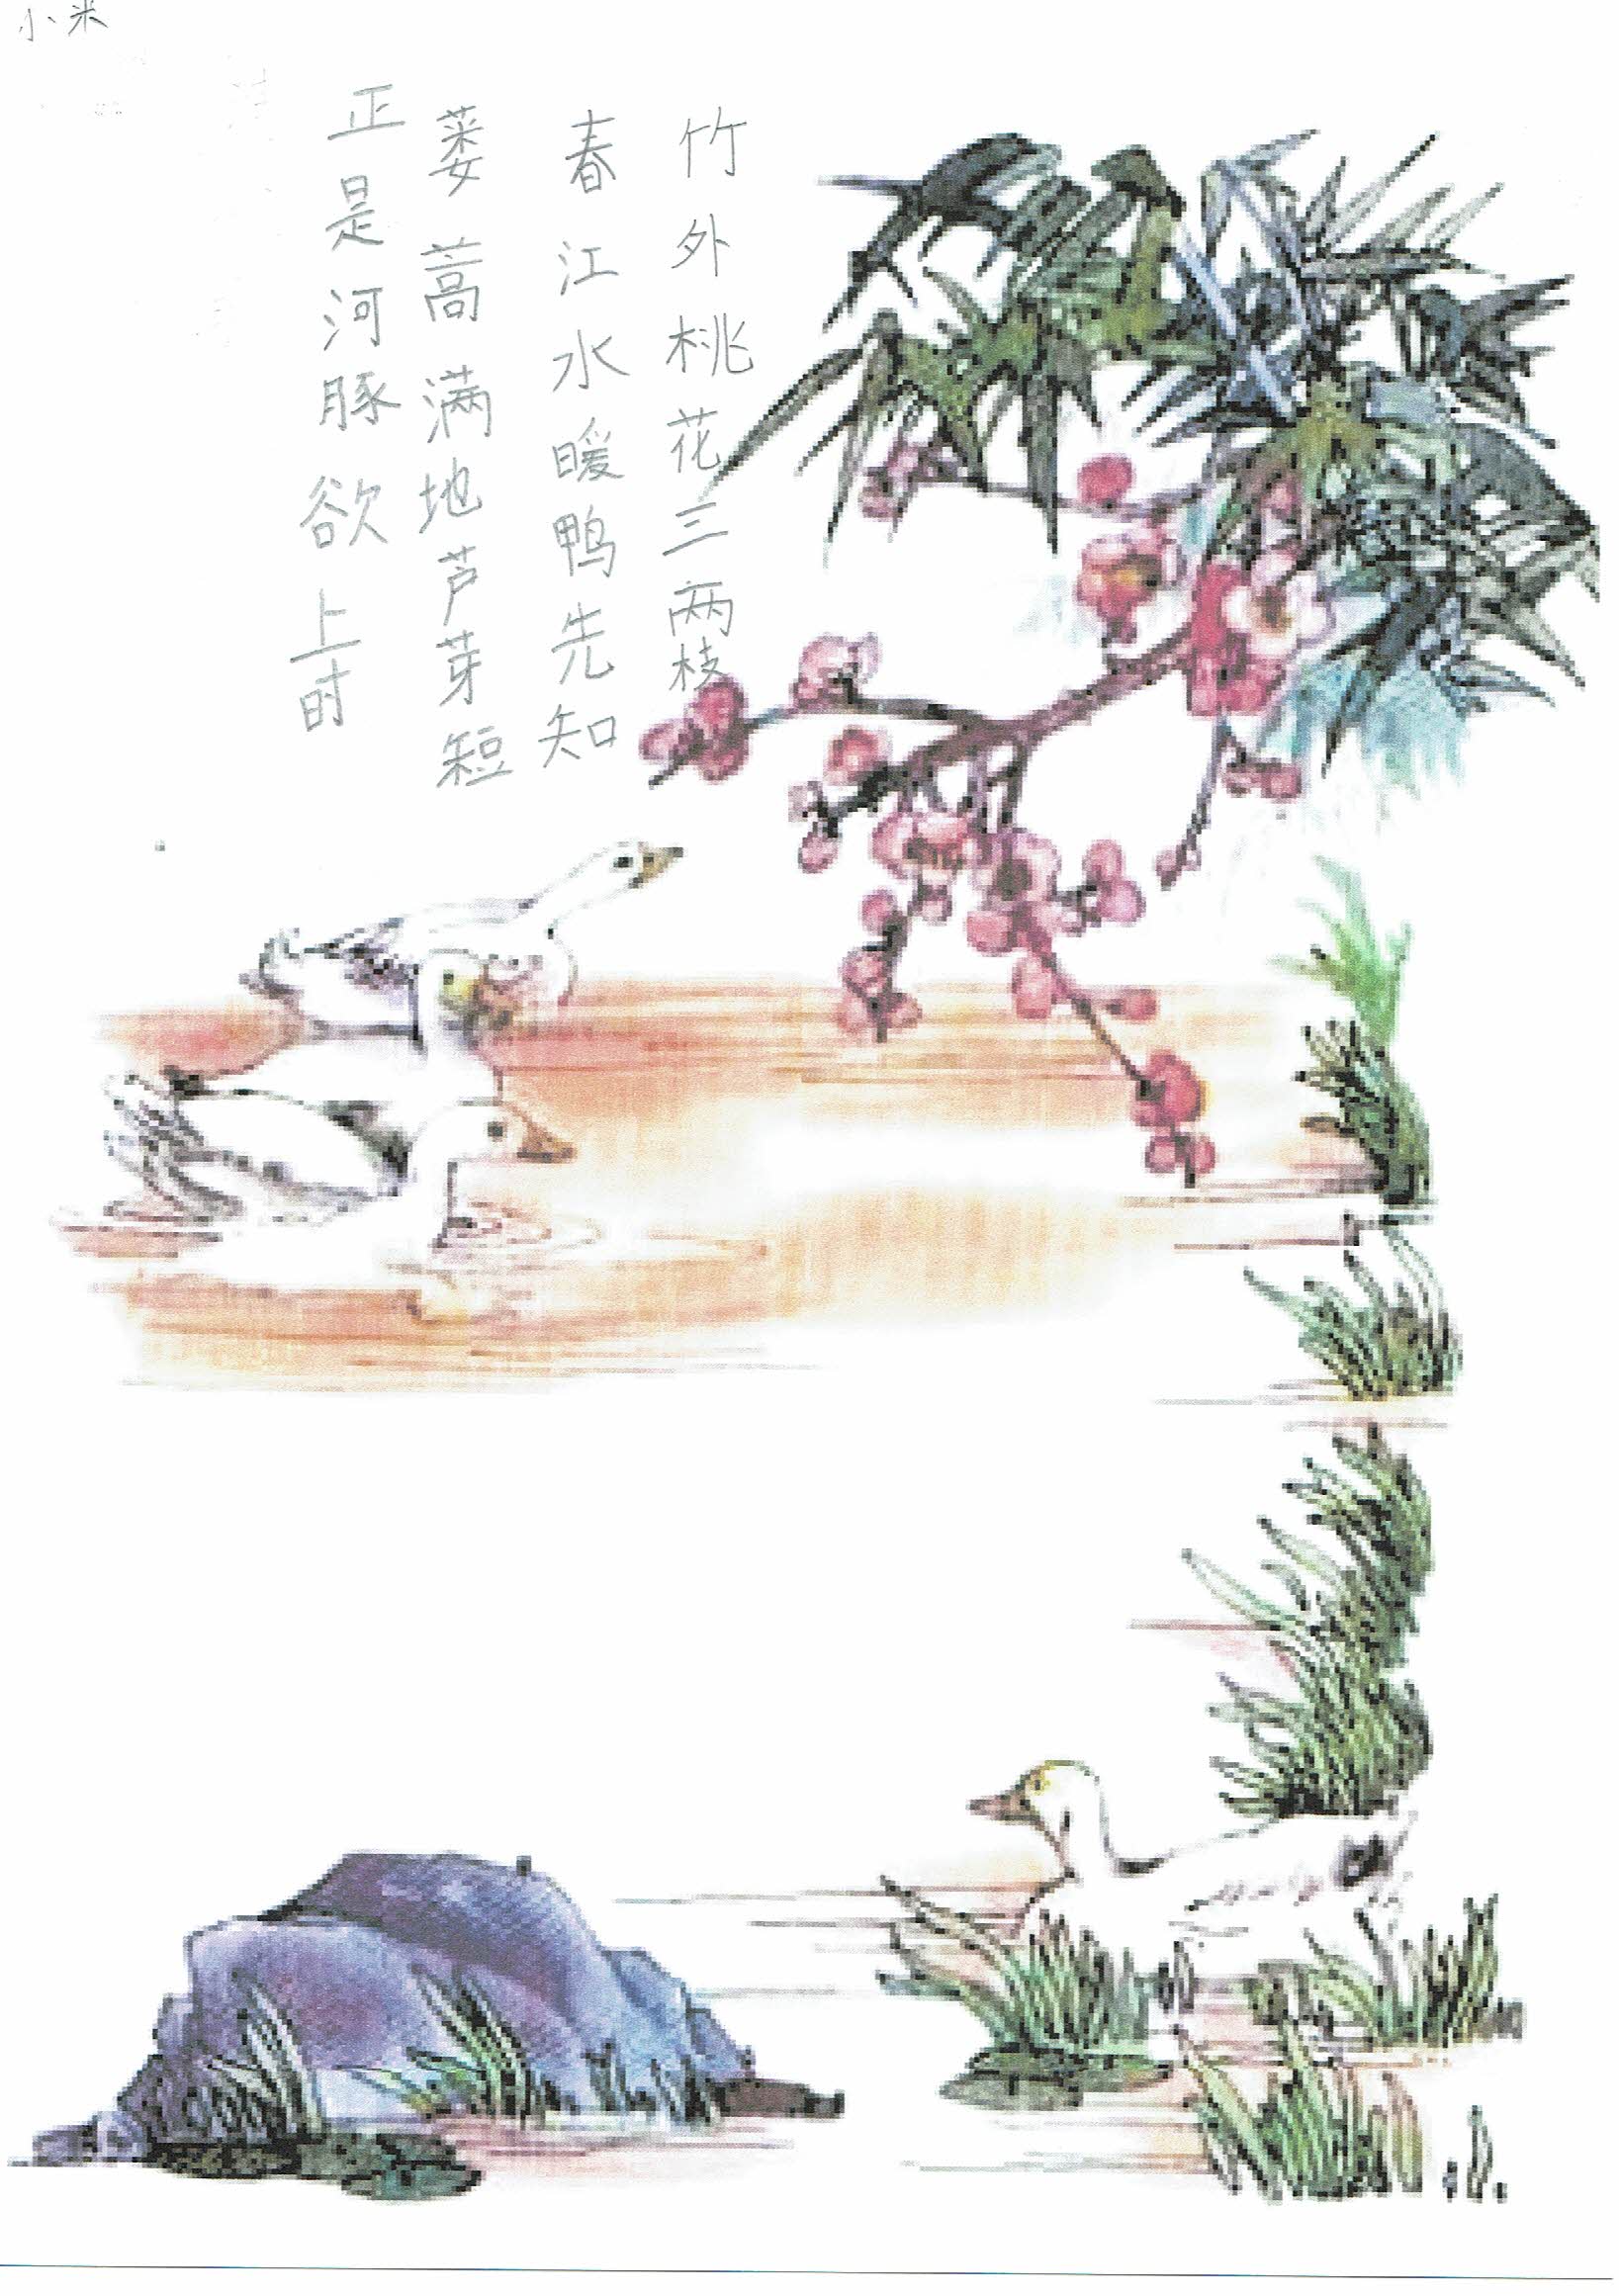 小米
竹外桃花三两枝
春江水暖鸭先知
蒌蒿满地芦芽短
正是河豚欲上时